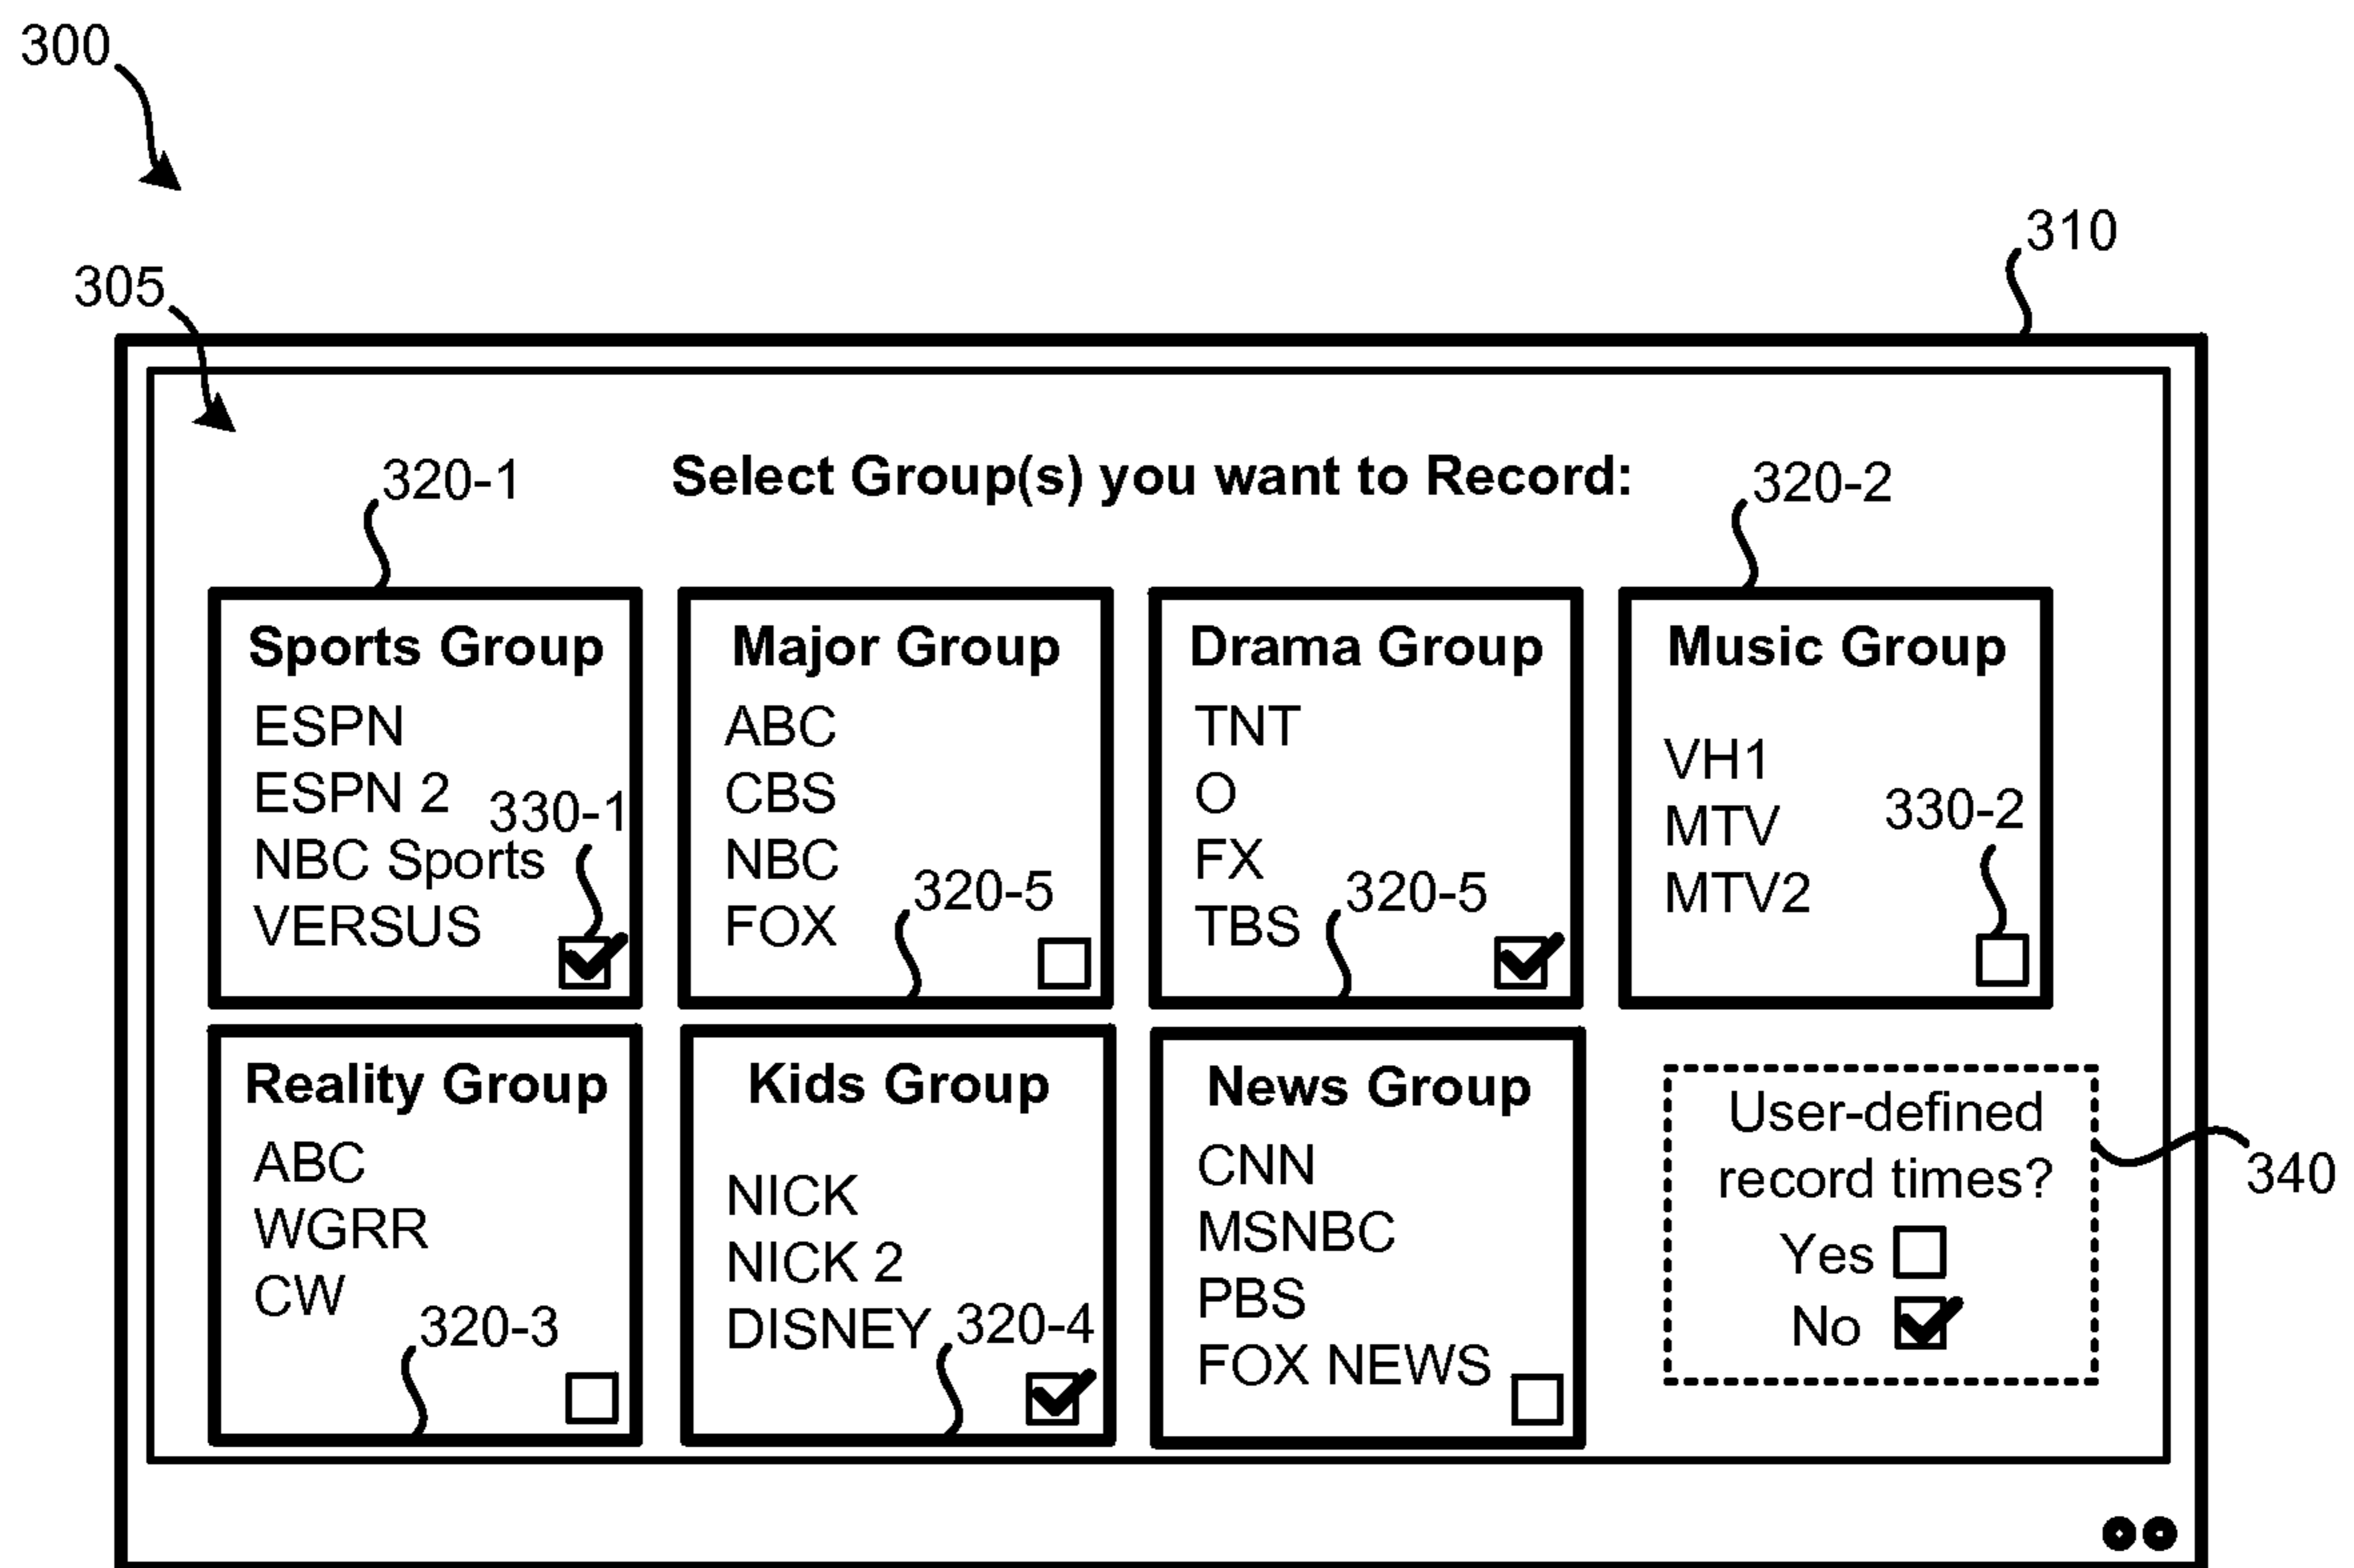 300
310
305
320-1
Select Group(s) you want to Record:
320-2
Sports Group
ESPN
ESPN 2
330-1
NBC Sports
VERSUS
Major Group
ABC
CBS
NBC
320-5
FOX
Drama Group
TNT
O
FX
320-5
TBS
Music Group
VH1
MTV
330-2
MTV2
Reality Group
ABC
WGRR
CW
320-3
Kids Group
NICK
NICK 2
DISNEY
320-4
News Group
CNN
MSNBC
PBS
FOX NEWS
User-defined
record times?
Yes
No
340